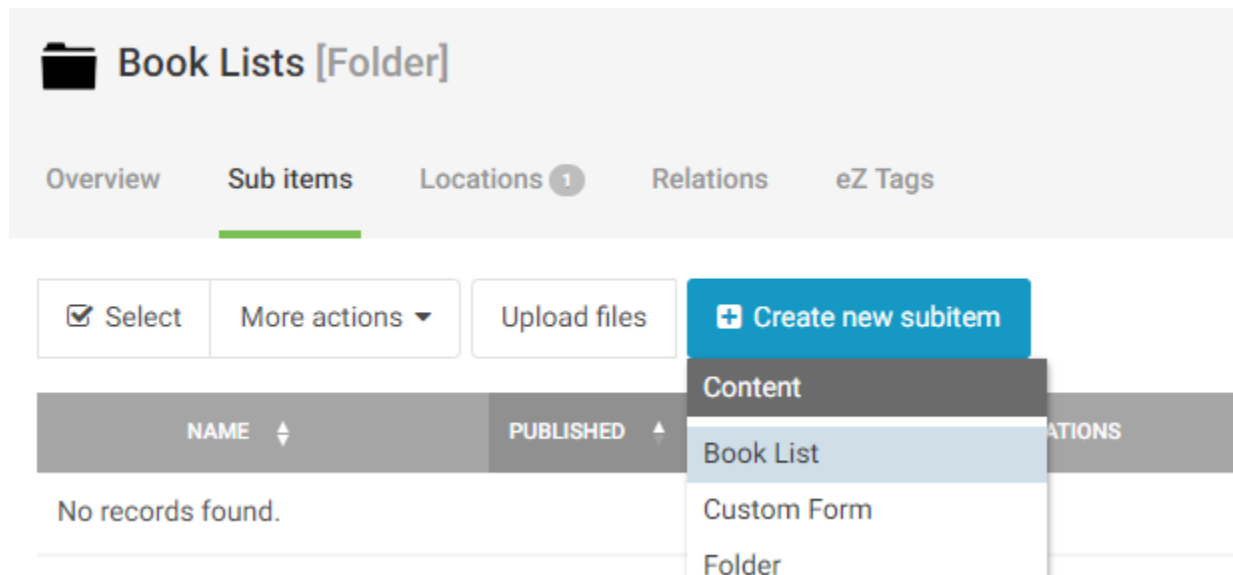 Book Lists [Folder]
Overview Sub items Locations 1 Relations eZ Tags
Select More actions Upload files Create new subitem
Content
NAME PUBLISHED ATIONS
Book List
No records found.
Custom Form
Folder